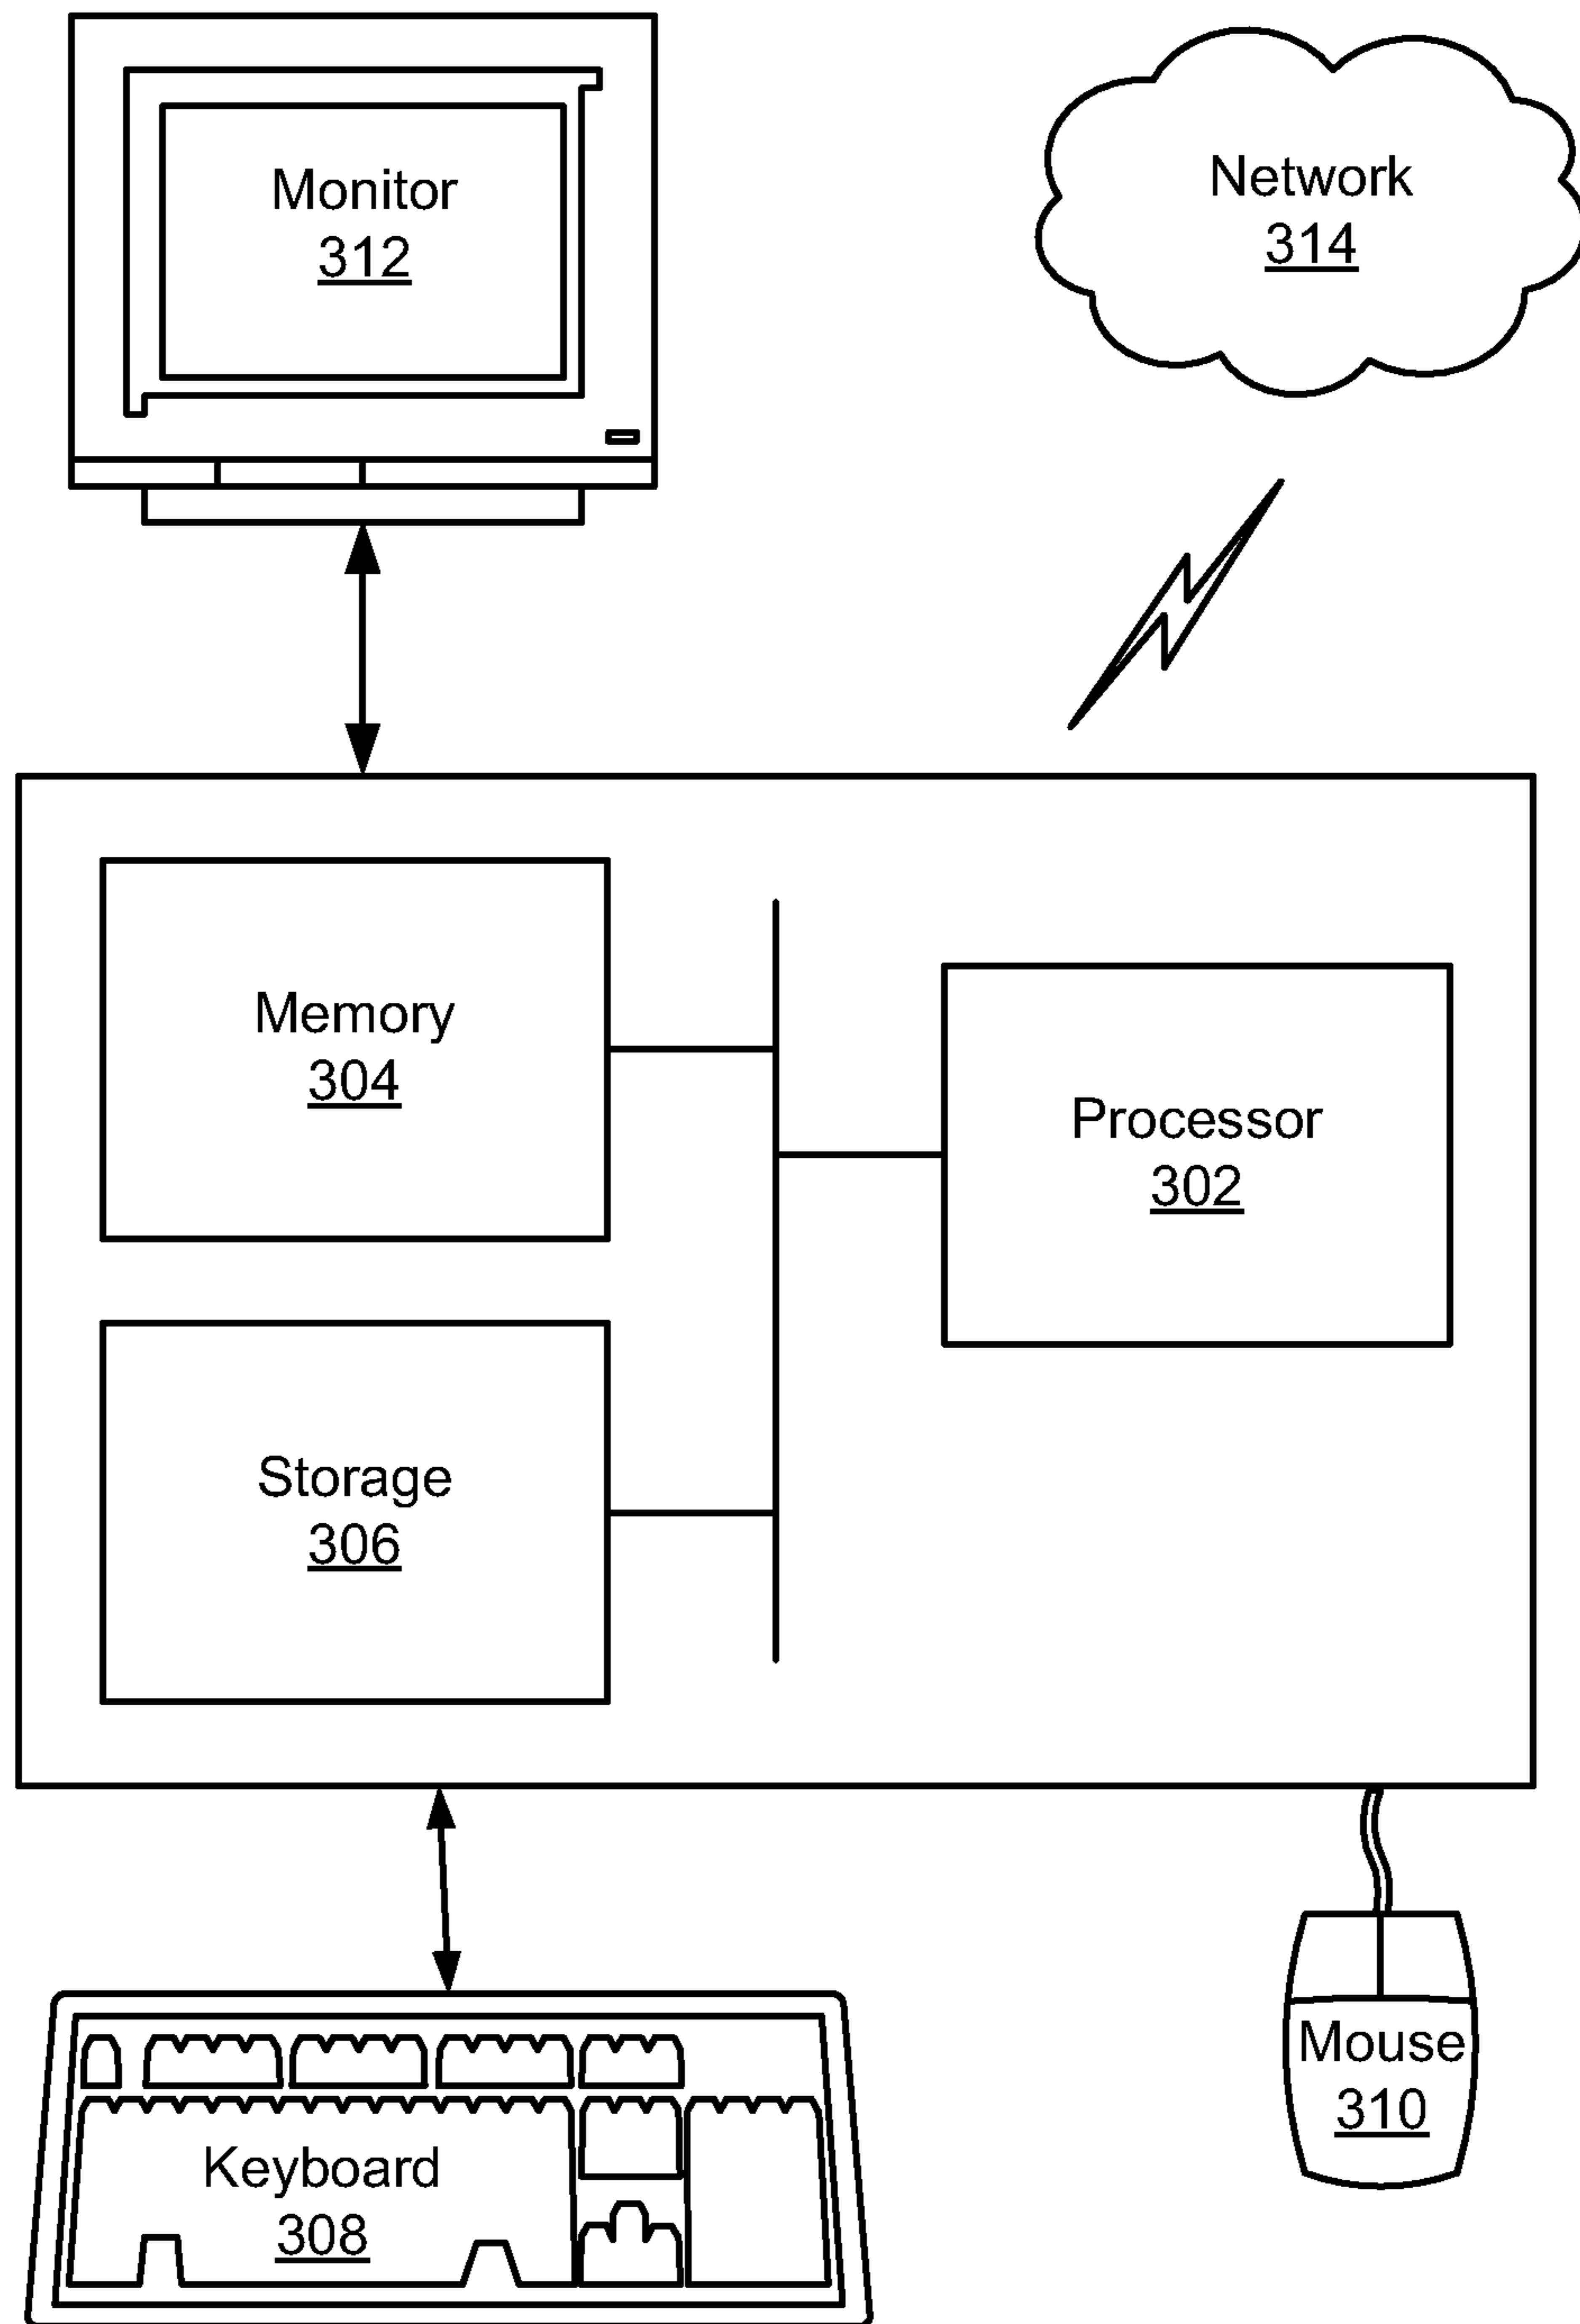 Monitor
312
Network
314
Memory
304
Processor
302
Storage
306
Mouse
310
Keyboard
308